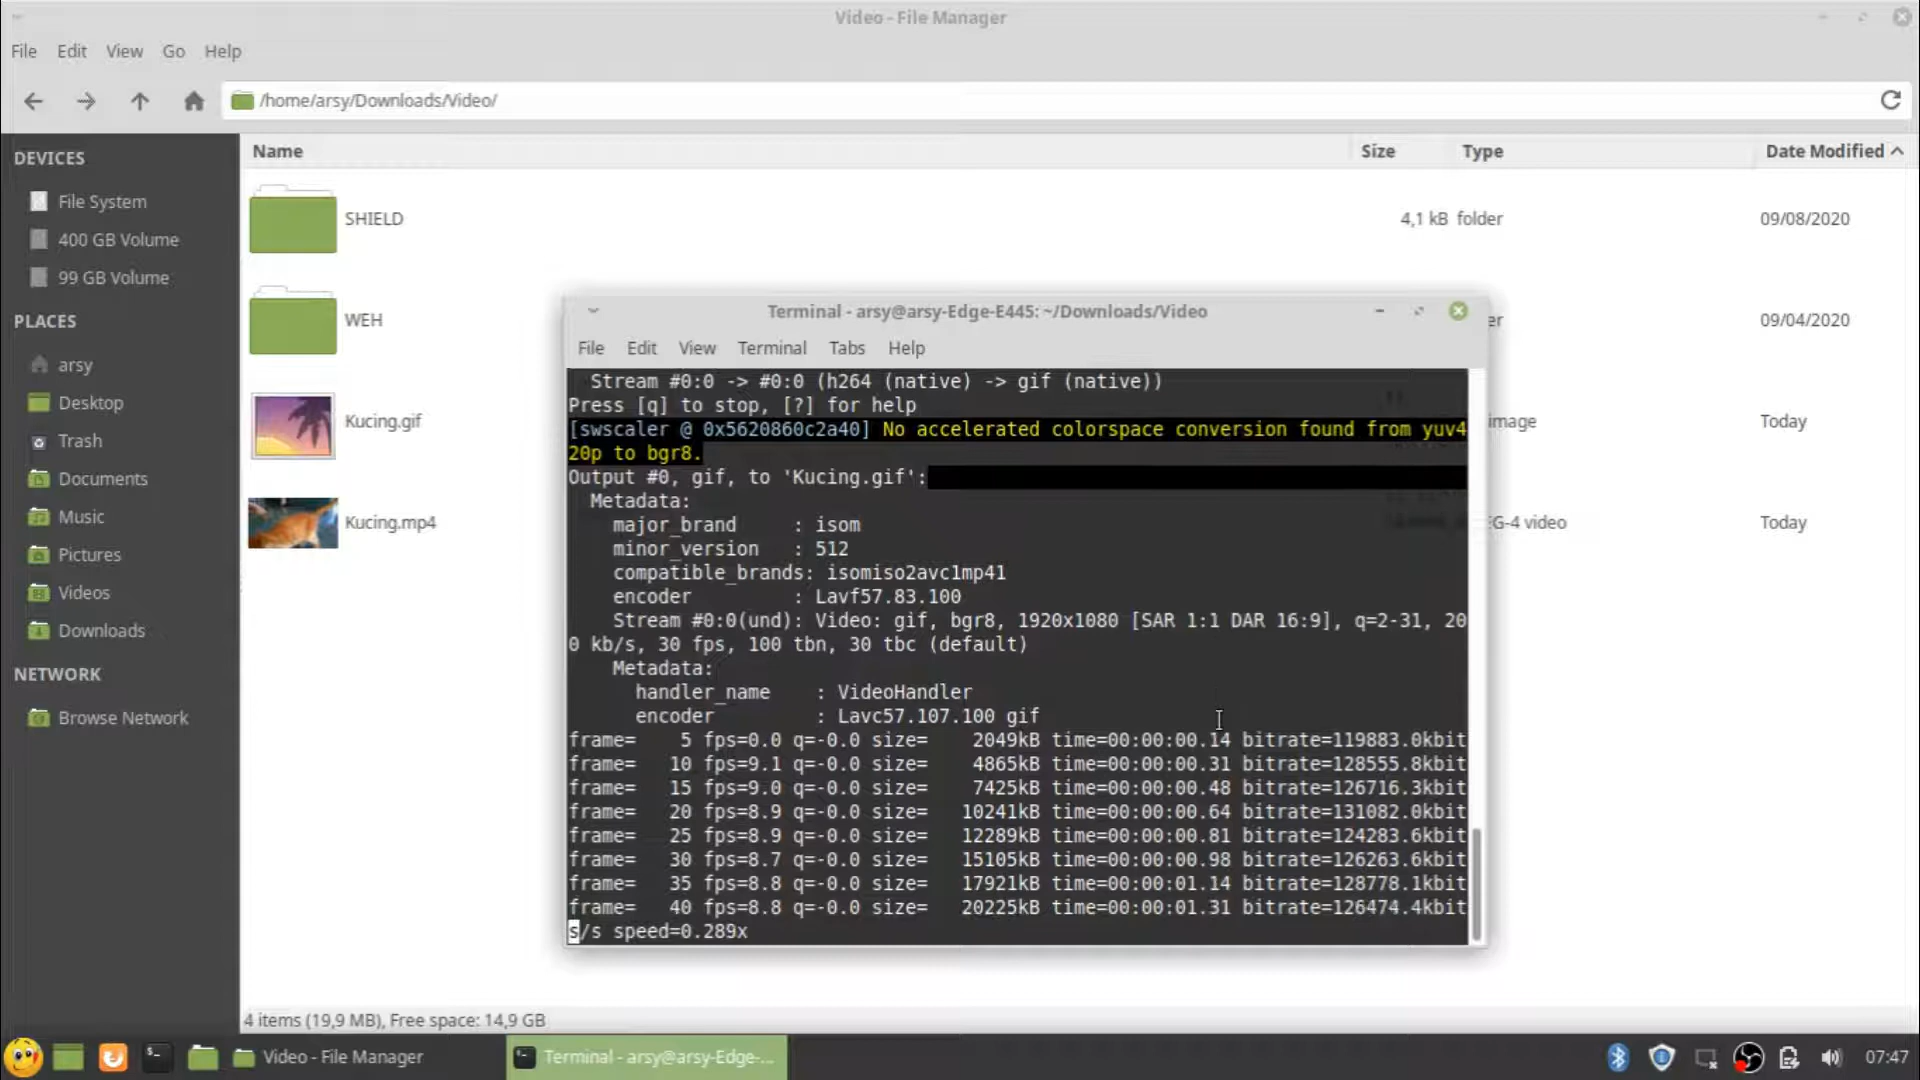 Video - File Manager
File Edit View Go Help
/home/arsy/Downloads/Video/
DEVICES
File System
400 GB Volume
99 GB Volume
PLACES
arsy
Desktop
Trash
Documents
Music
Pictures
Videos
Downloads
NETWORK
Browse Network
Name Size Type Date Modified
SHIELD 4,1 kB folder 09/08/2020
WEH er 09/04/2020
Kucing.gif image Today
Kucing.mp4 EG-4 video Today
Terminal - arsy@arsy-Edge-E445: ~/Downloads/Video
File Edit View Terminal Tabs Help
Stream #0:0 -> #0:0 (h264 (native) -> gif (native))
Press [q] to stop, [?] for help
[swscaler @ 0x5620860c2a40] No accelerated colorspace conversion found from yuv4
20p to bgr8.
Output #0, gif, to 'Kucing.gif':
Metadata:
major_brand : isom
minor_version : 512
compatible_brands: isomiso2avc1mp41
encoder : Lavf57.83.100
Stream #0:0(und): Video: gif, bgr8, 1920x1080 [SAR 1:1 DAR 16:9], q=2-31, 20
0 kb/s, 30 fps, 100 tbn, 30 tbc (default)
Metadata:
handler_name : VideoHandler
encoder : Lavc57.107.100 gif
frame= 5 fps=0.0 q=-0.0 size= 2049kB time=00:00:00.14 bitrate=119883.0kbit
frame= 10 fps=9.1 q=-0.0 size= 4865kB time=00:00:00.31 bitrate=128555.8kbit
frame= 15 fps=9.0 q=-0.0 size= 7425kB time=00:00:00.48 bitrate=126716.3kbit
frame= 20 fps=8.9 q=-0.0 size= 10241kB time=00:00:00.64 bitrate=131082.0kbit
frame= 25 fps=8.9 q=-0.0 size= 12289kB time=00:00:00.81 bitrate=124283.6kbit
frame= 30 fps=8.7 q=-0.0 size= 15105kB time=00:00:00.98 bitrate=126263.6kbit
frame= 35 fps=8.8 q=-0.0 size= 17921kB time=00:00:01.14 bitrate=128778.1kbit
frame= 40 fps=8.8 q=-0.0 size= 20225kB time=00:00:01.31 bitrate=126474.4kbit
s/s speed=0.289x
4 items (19,9 MB), Free space: 14,9 GB
Video - File Manager
Terminal - arsy@arsy-Edge-...
07:47